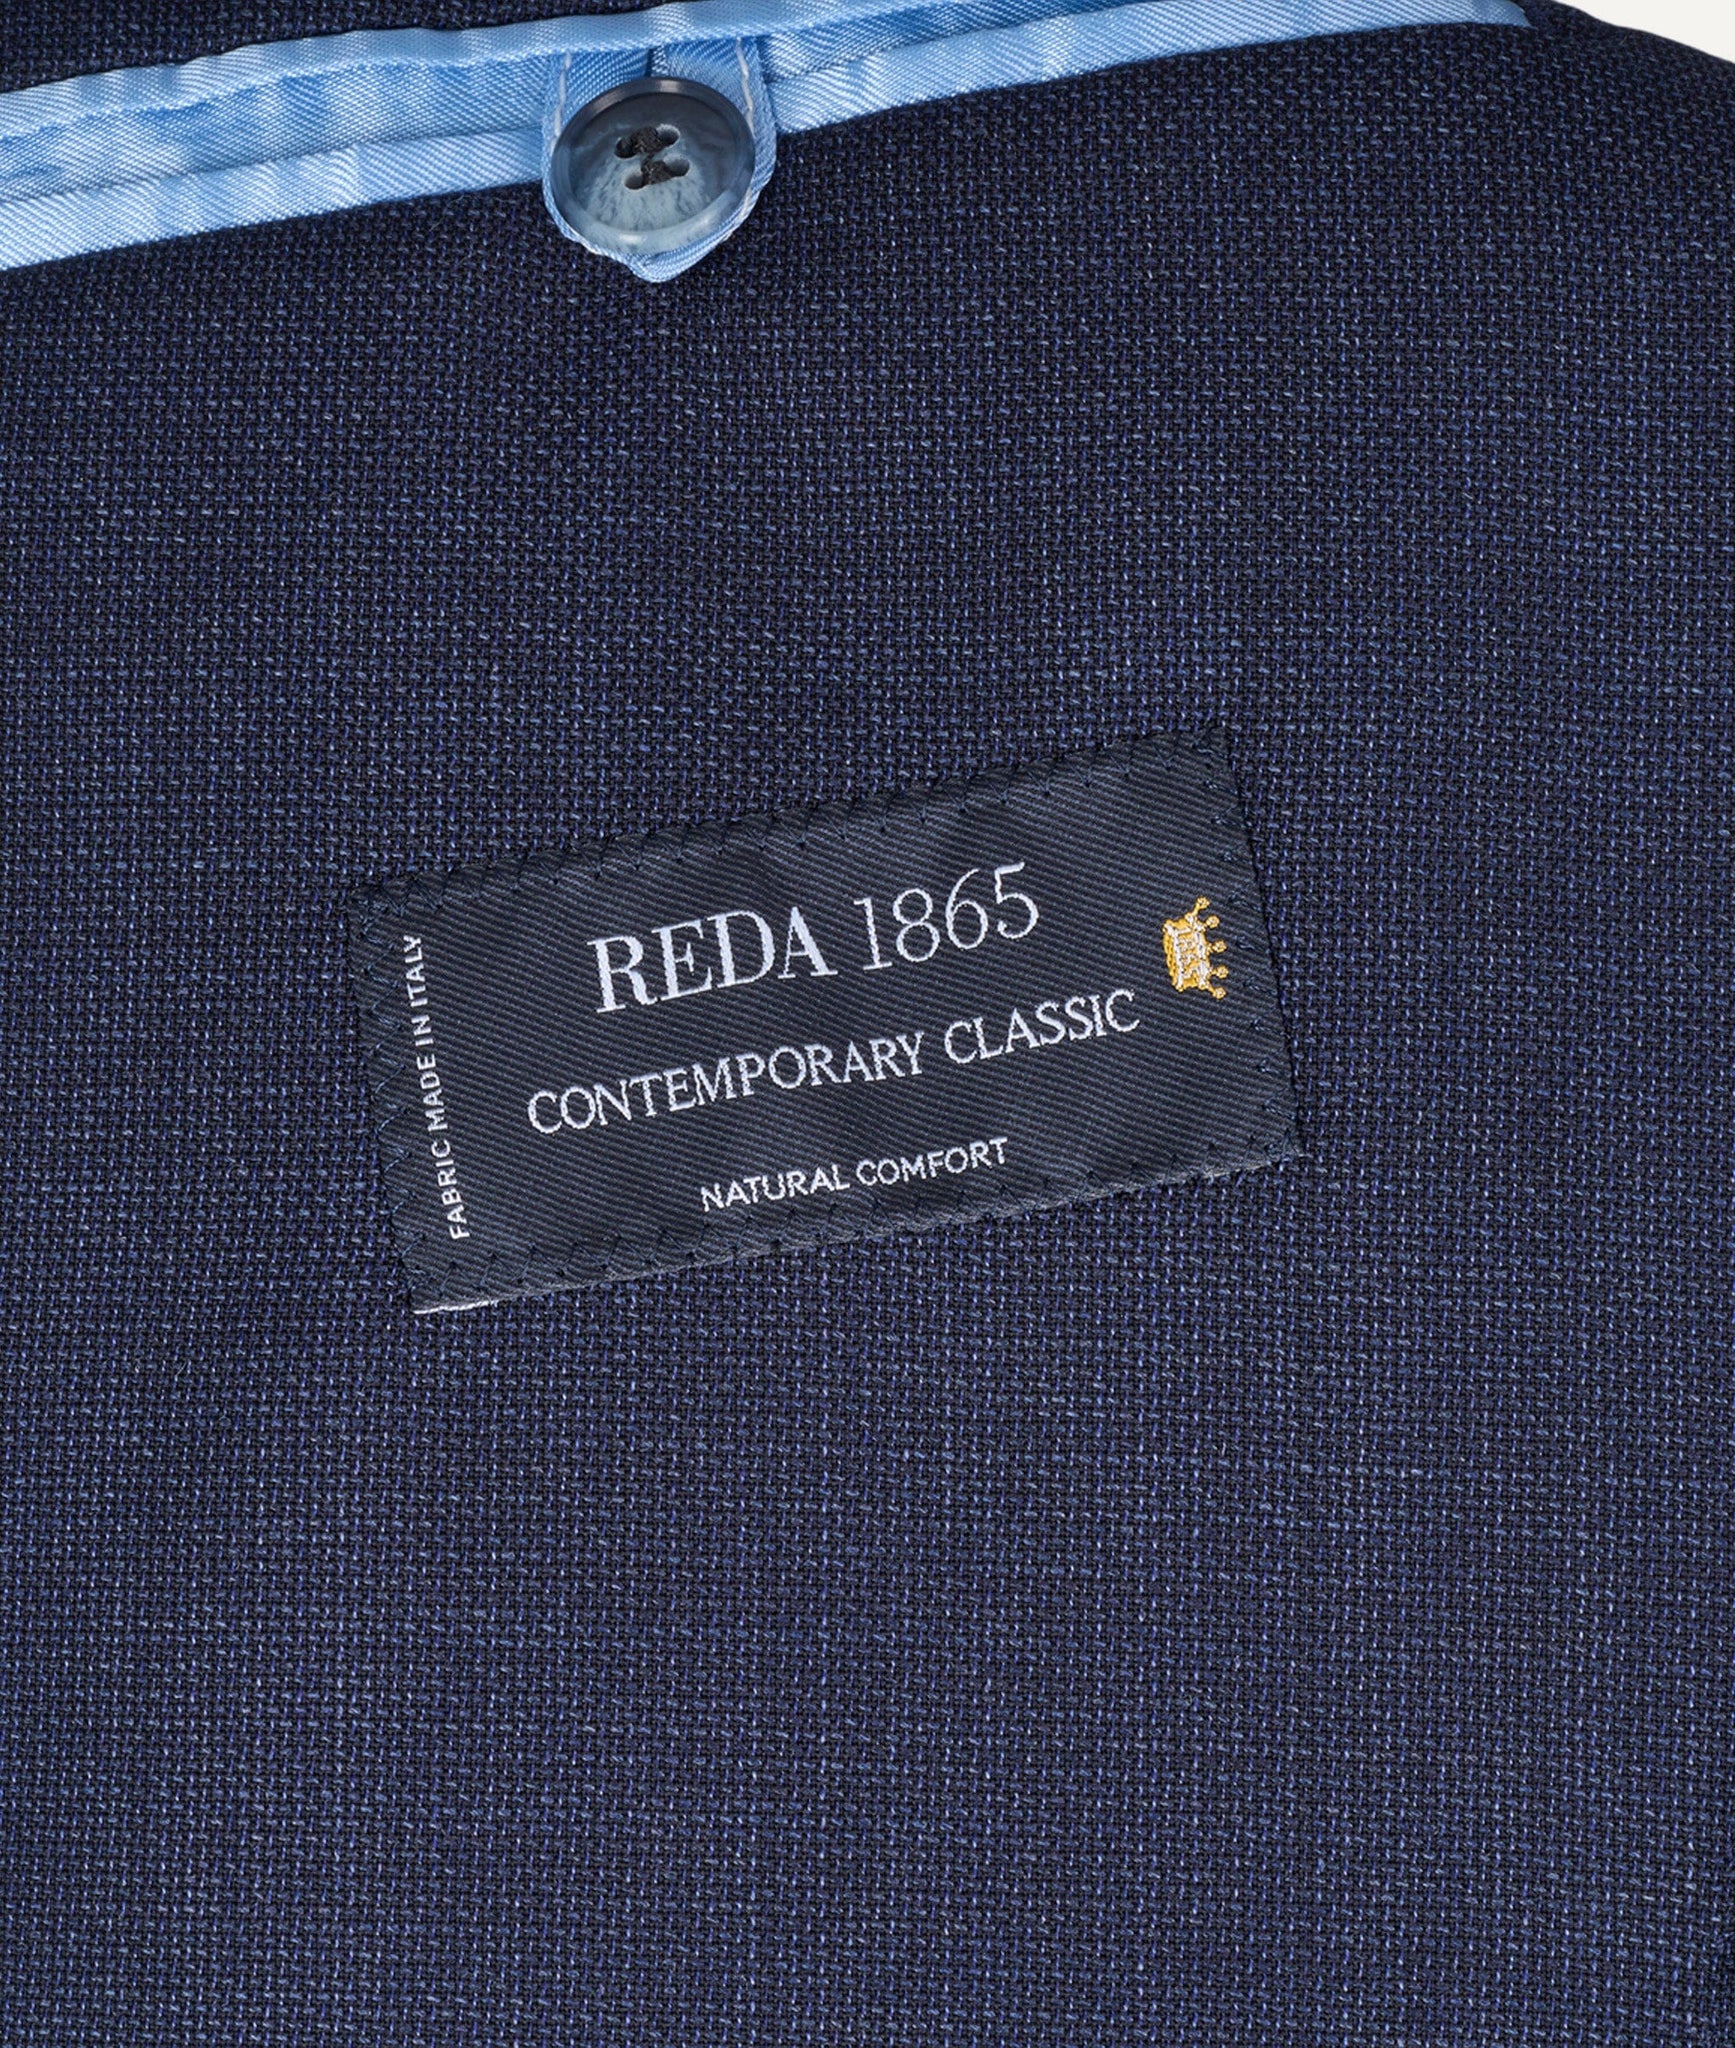 REDA 1865
CONTEMPORARY CLASSIC
NATURAL COMFORT
FABRIC MADE IN ITALY